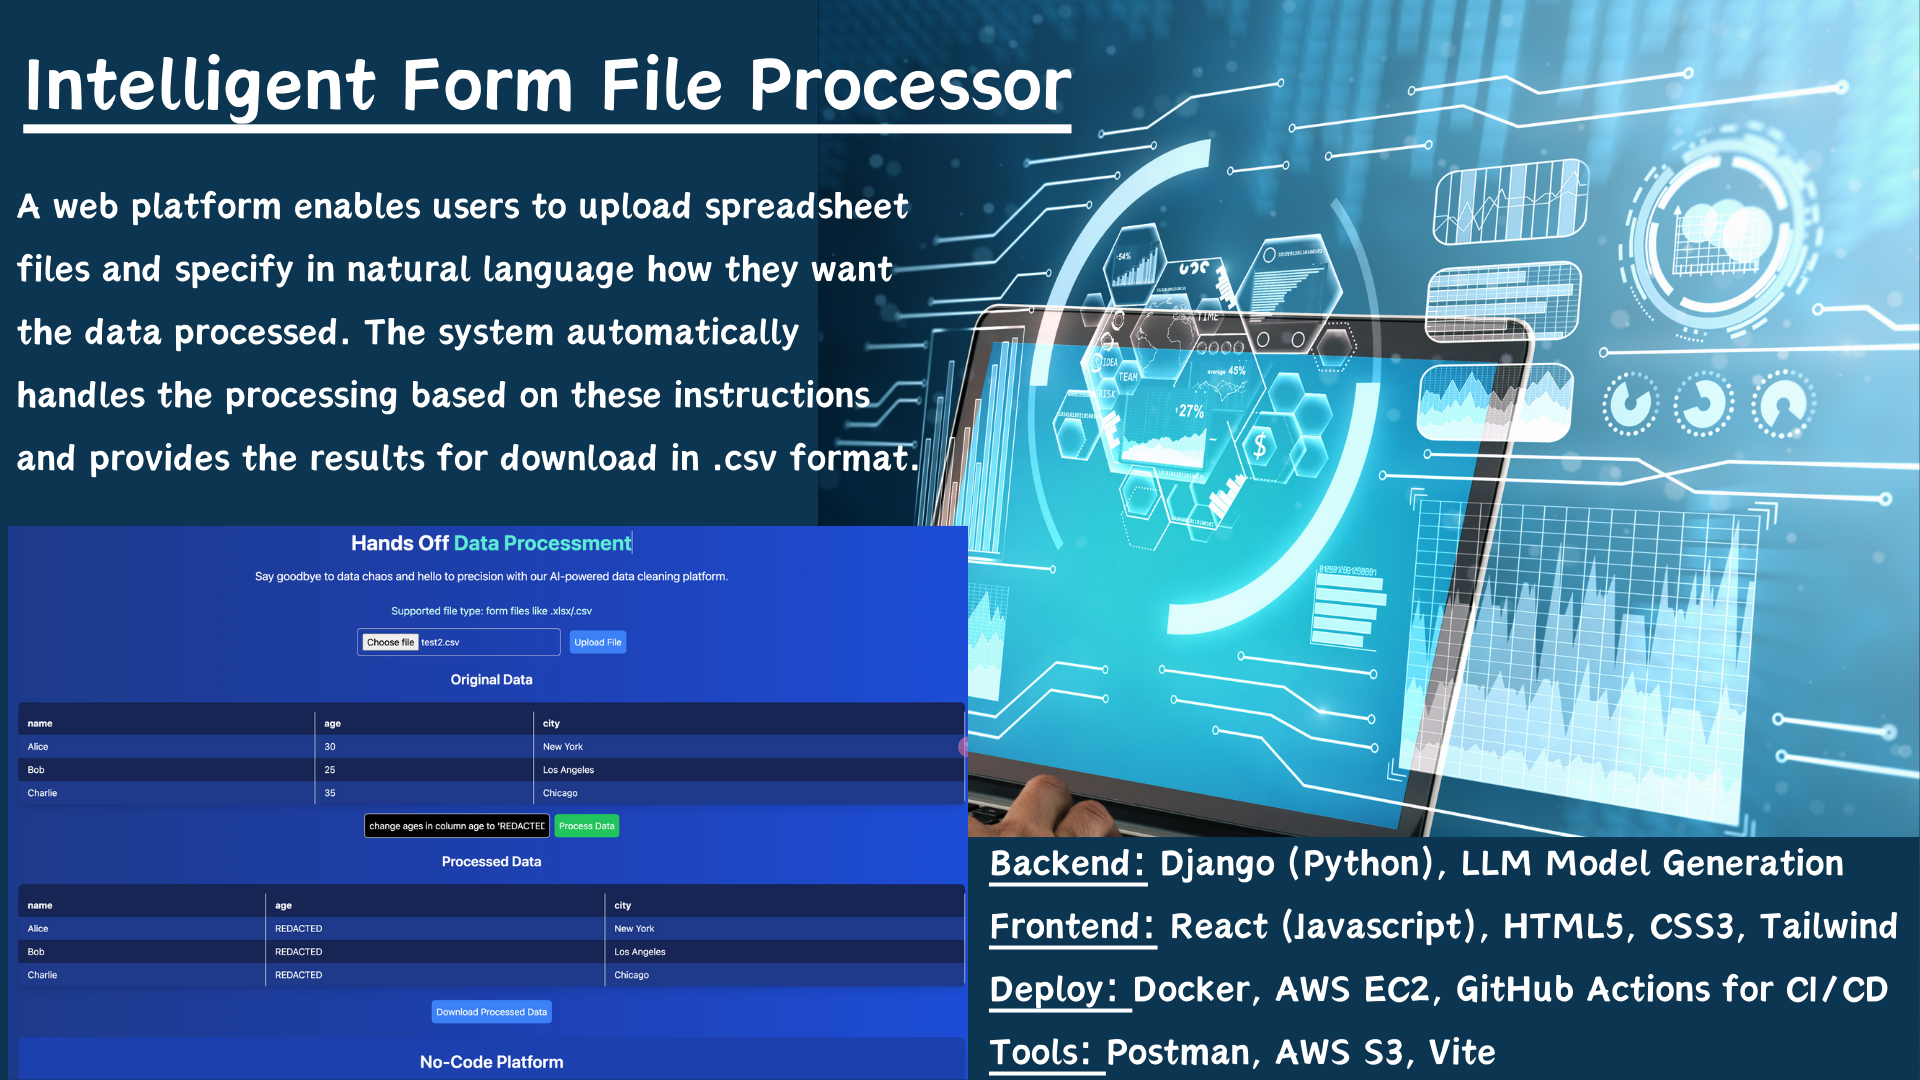 Intelligent Form File Processor
A web platform enables users to upload spreadsheet
files and specify in natural language how they want
the data processed. The system automatically
handles the processing based on these instructions
and provides the results for download in .csv format.
54%
TIME
IDEA
TEAM
RISK
average 45%
27%
$
Hands Off Data Processment
Say goodbye to data chaos and hello to precision with our AI-powered data cleaning platform.
Supported file type: form files like .xlsx/.csv
Choose file test2.csv Upload File
Original Data
name age city
Alice 30 New York
Bob 25 Los Angeles
Charlie 35 Chicago
change ages in column age to 'REDACTED Process Data
Processed Data
name age city
Alice REDACTED New York
Bob REDACTED Los Angeles
Charlie REDACTED Chicago
Download Processed Data
No-Code Platform
Backend: Django (Python), LLM Model Generation
Frontend: React (Javascript), HTML5, CSS3, Tailwind
Deploy: Docker, AWS EC2, GitHub Actions for CI/CD
Tools: Postman, AWS S3, Vite